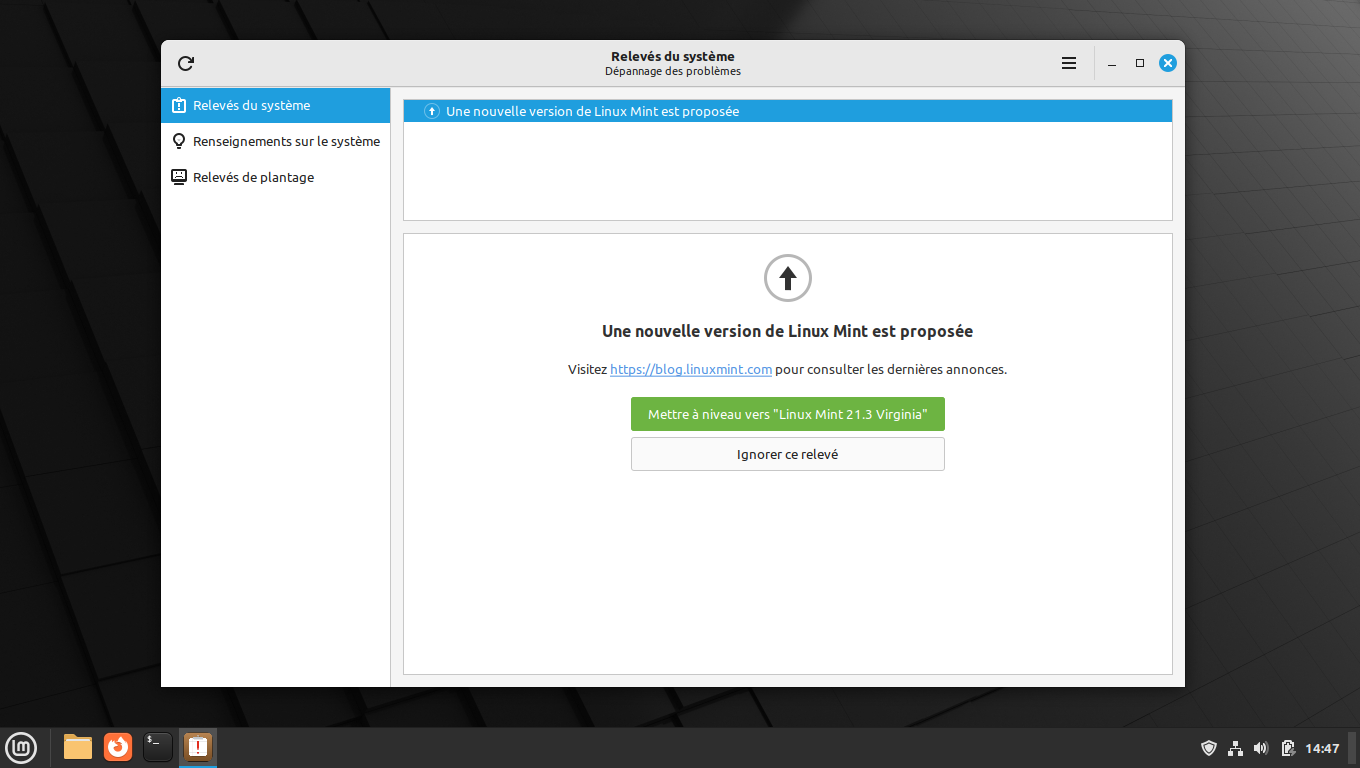 Relevés du système
Dépannage des problèmes
Relevés du système
Renseignements sur le système
Relevés de plantage
Une nouvelle version de Linux Mint est proposée
Une nouvelle version de Linux Mint est proposée
Visitez https://blog.linuxmint.com pour consulter les dernières annonces.
Mettre à niveau vers "Linux Mint 21.3 Virginia"
Ignorer ce relevé
$_
14:47